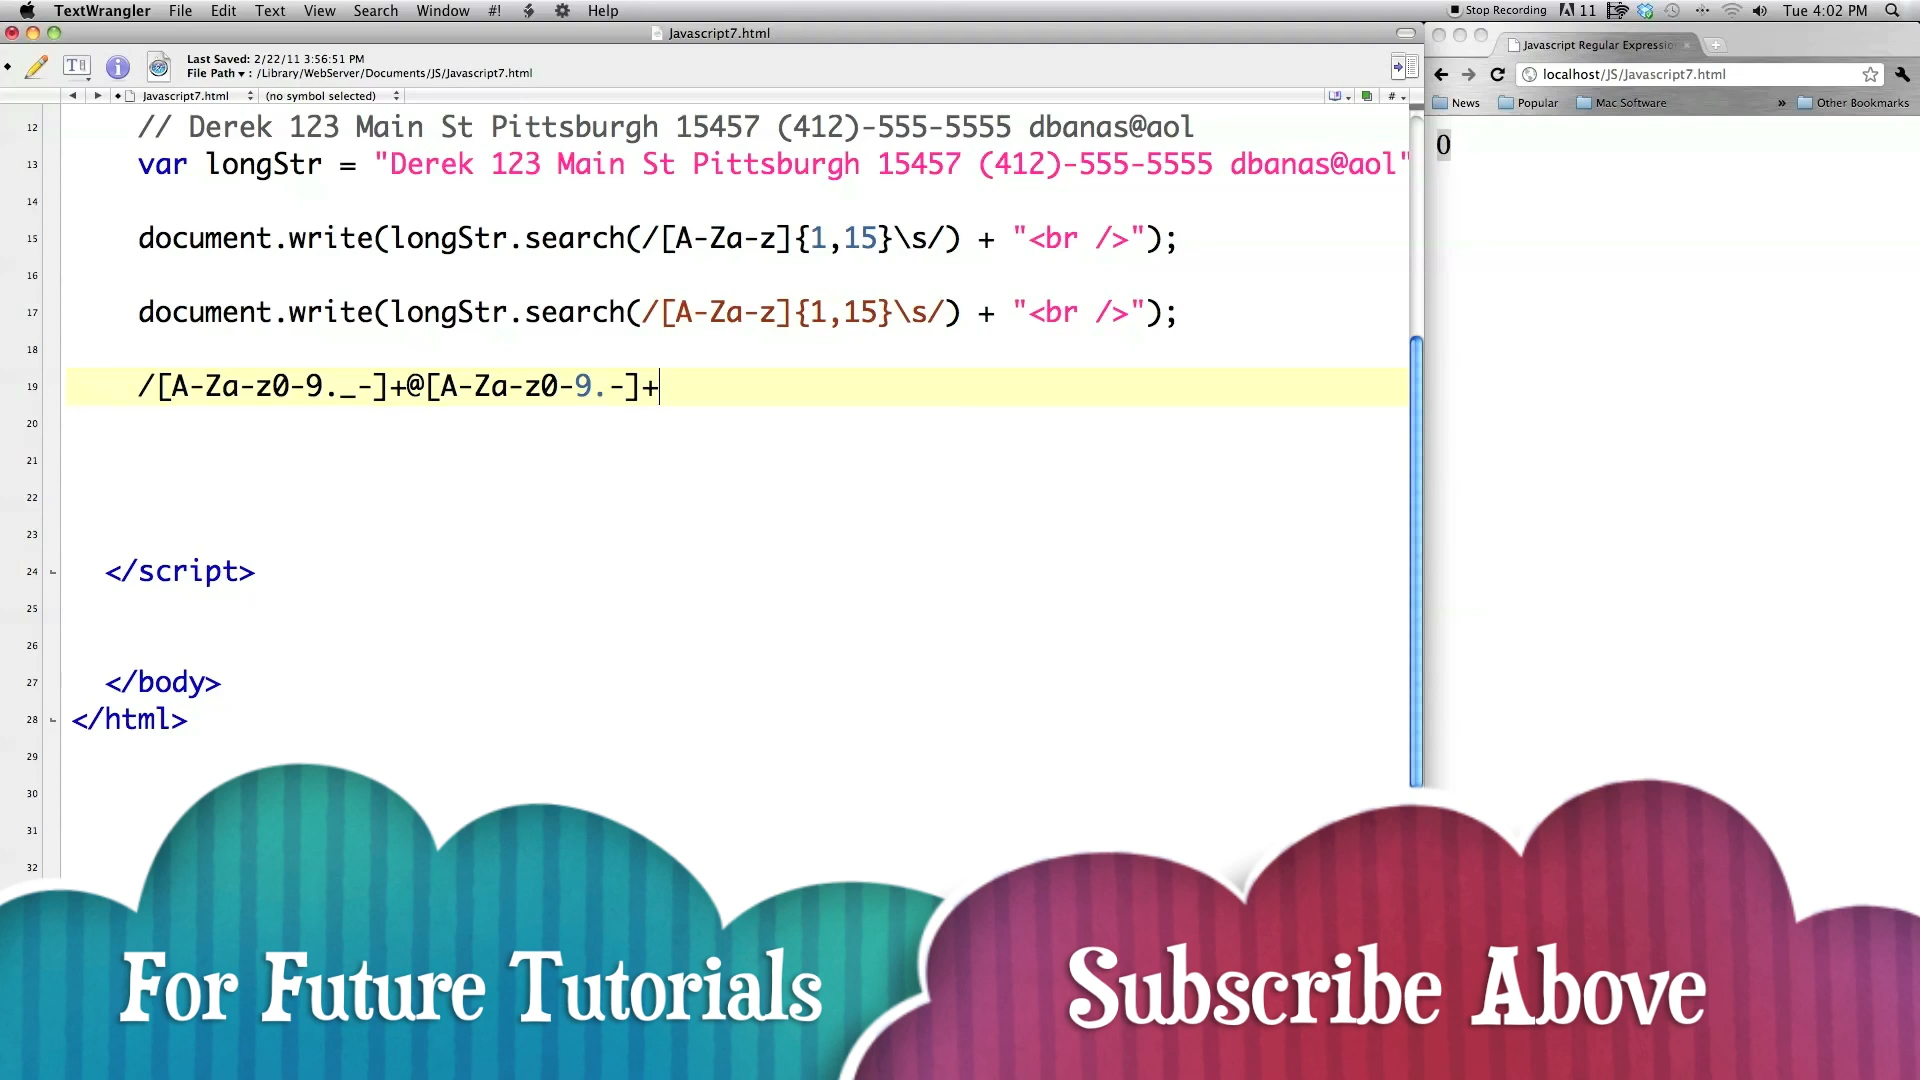 TextWrangler File Edit Text View Search Window #! Help Stop Recording 11 Tue 4:02 PM
Javascript7.html
Last Saved: 2/22/11 3:56:51 PM
File Path ▾ : /Library/WebServer/Documents/JS/Javascript7.html
Javascript7.html (no symbol selected) #
Javascript Regular Expressio
localhost/JS/Javascript7.html
News Popular Mac Software » Other Bookmarks
0
12 // Derek 123 Main St Pittsburgh 15457 (412)-555-5555 dbanas@aol
13 var longStr = "Derek 123 Main St Pittsburgh 15457 (412)-555-5555 dbanas@aol"
14
15 document.write(longStr.search(/[A-Za-z]{1,15}\s/) + "<br />");
16
17 document.write(longStr.search(/[A-Za-z]{1,15}\s/) + "<br />");
18
19 /[A-Za-z0-9._-]+@[A-Za-z0-9.-]+
20
21
22
23
24 </script>
25
26
27 </body>
28 </html>
29
30
31
32
For Future Tutorials
Subscribe Above